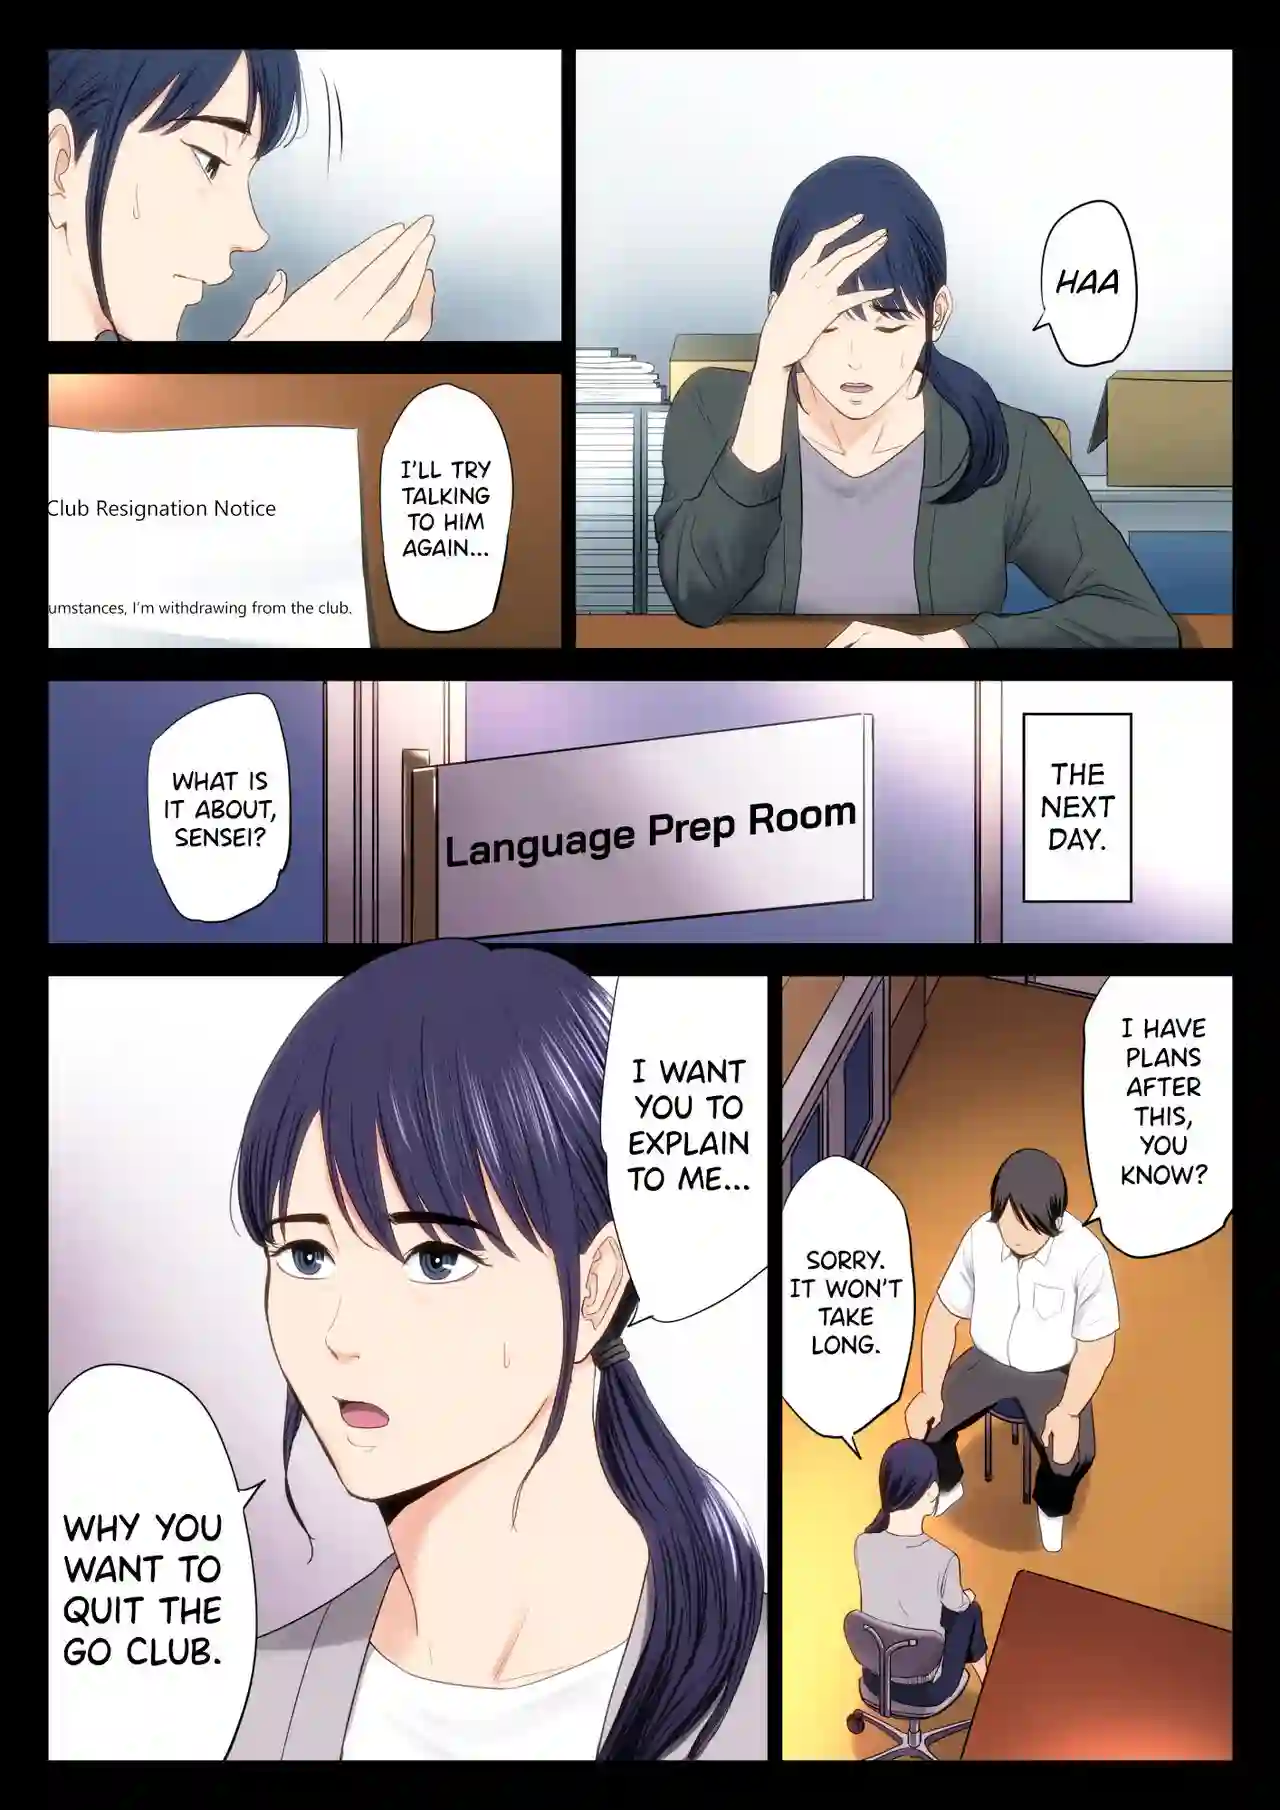 HAA
I'LL TRY
TALKING
TO HIM
AGAIN...
Club Resignation Notice
umstances, I'm withdrawing from the club.
THE
NEXT
DAY.
Language Prep Room
WHAT IS
IT ABOUT,
SENSEI?
I HAVE
PLANS
AFTER
THIS,
YOU
KNOW?
SORRY.
IT WON'T
TAKE
LONG.
I WANT
YOU TO
EXPLAIN
TO ME...
WHY YOU
WANT TO
QUIT THE
GO CLUB.